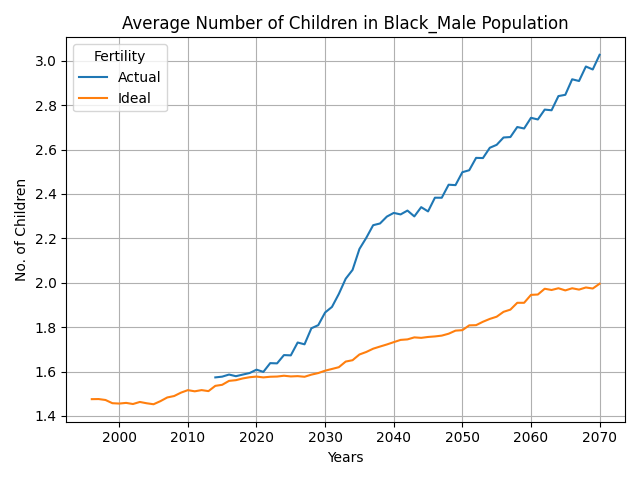 Average Number of Children in Black_Male Population
Fertility
Actual
Ideal
No. of Children
3.0
2.8
2.6
2.4
2.2
2.0
1.8
1.6
1.4
2000 2010 2020 2030 2040 2050 2060 2070
Years